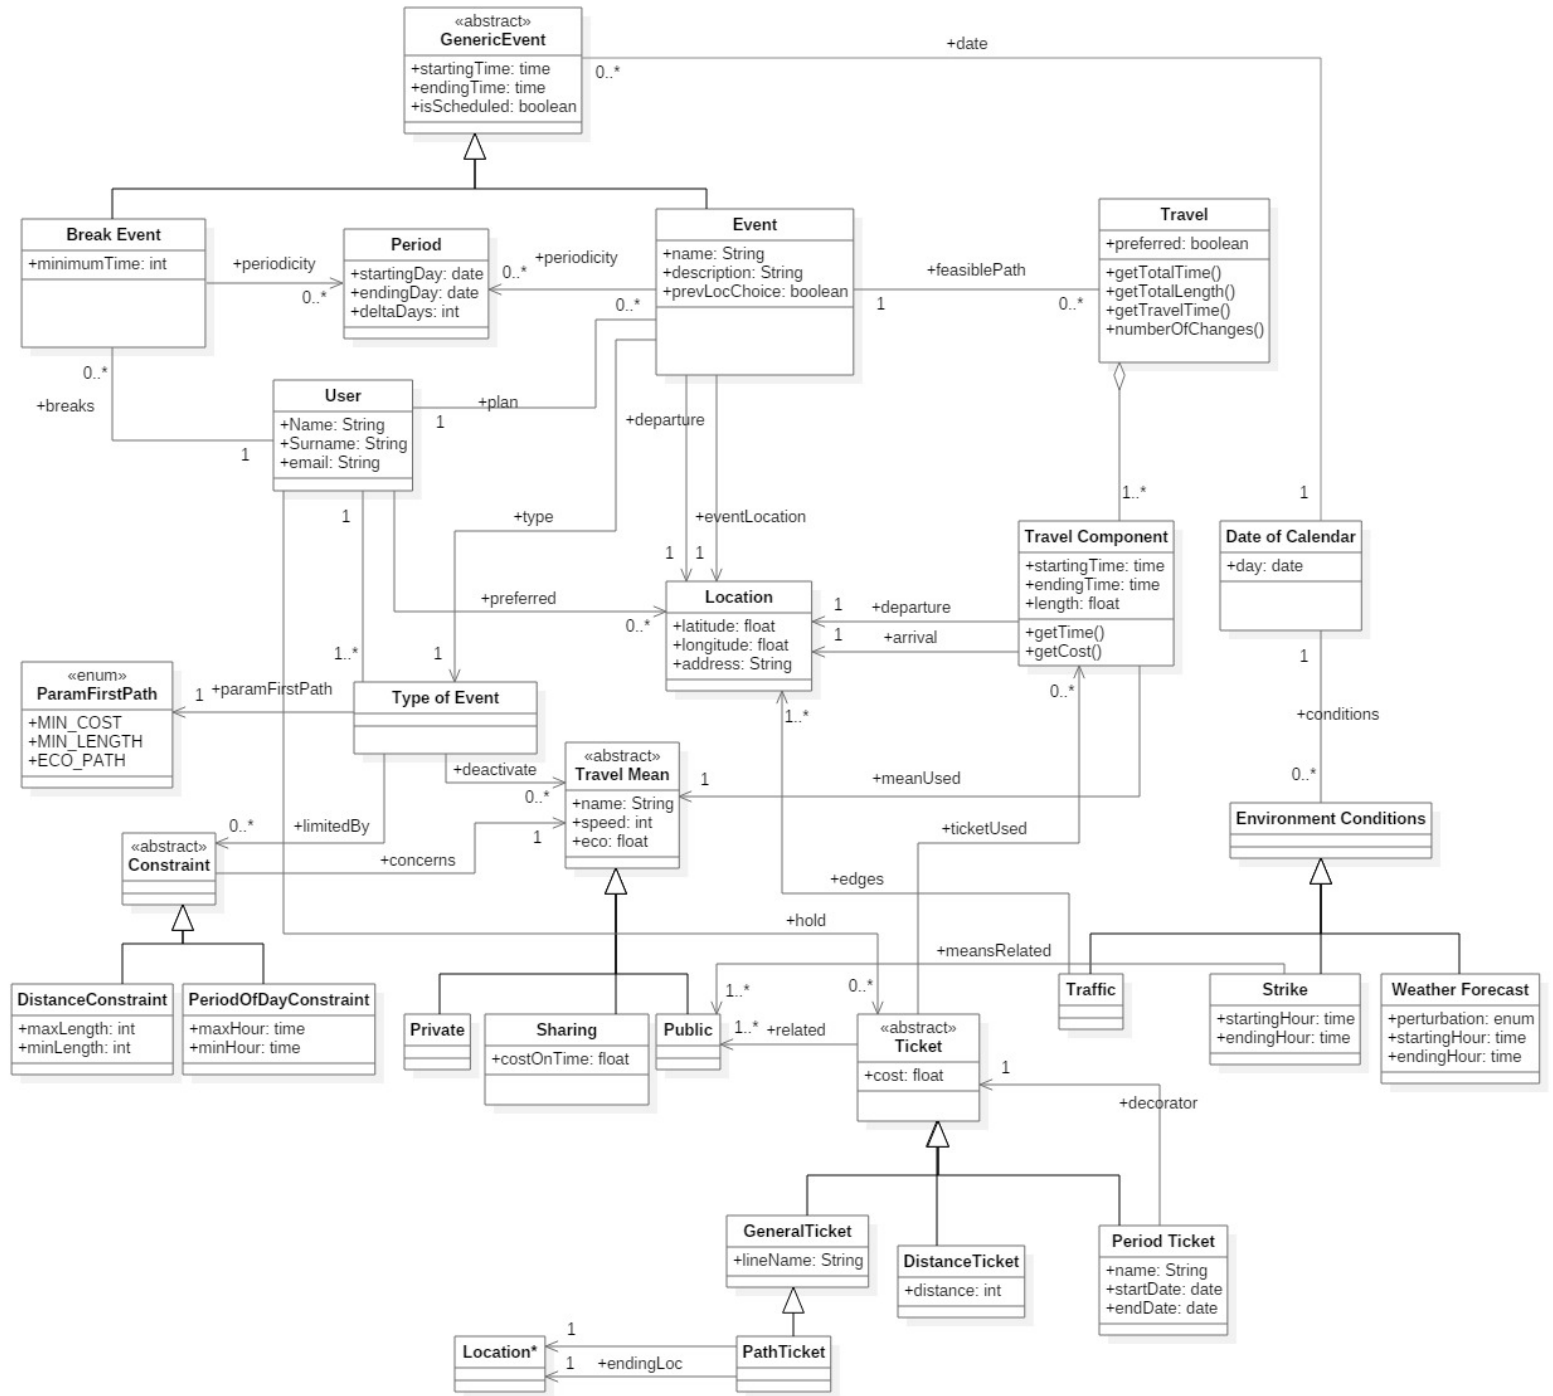 «abstract»
GenericEvent
+startingTime: time
+endingTime: time
+isScheduled: boolean
+date
0..*
Break Event
+minimumTime: int
+periodicity
0..*
Period
+startingDay: date
+endingDay: date
+deltaDays: int
+periodicity
0..*
Event
+name: String
+description: String
+prevLocChoice: boolean
0..*
+feasiblePath
1
0..*
Travel
+preferred: boolean
+getTotalTime()
+getTotalLength()
+getTravelTime()
+numberOfChanges()
0..*
+breaks
1
User
+Name: String
+Surname: String
+email: String
+plan
1
+departure
1
+type
+eventLocation
1
1
1..*
1
Travel Component
+startingTime: time
+endingTime: time
+length: float
+getTime()
+getCost()
Date of Calendar
+day: date
Location
+latitude: float
+longitude: float
+address: String
+preferred
0..*
1
+departure
1
+arrival
1..*
1
0..*
1
«enum»
ParamFirstPath
+MIN_COST
+MIN_LENGTH
+ECO_PATH
1
+paramFirstPath
Type of Event
1..*
+conditions
0..*
+deactivate
0..*
«abstract»
Travel Mean
+name: String
+speed: int
+eco: float
1
+meanUsed
Environment Conditions
0..*
+limitedBy
+ticketUsed
1
«abstract»
Constraint
+concerns
+edges
+hold
+meansRelated
DistanceConstraint
+maxLength: int
+minLength: int
PeriodOfDayConstraint
+maxHour: time
+minHour: time
1..*
0..*
Private
Sharing
+costOnTime: float
Public
1..*
+related
«abstract»
Ticket
+cost: float
Traffic
Strike
+startingHour: time
+endingHour: time
Weather Forecast
+perturbation: enum
+startingHour: time
+endingHour: time
1
+decorator
GeneralTicket
+lineName: String
DistanceTicket
+distance: int
Period Ticket
+name: String
+startDate: date
+endDate: date
Location*
1
1
+endingLoc
PathTicket